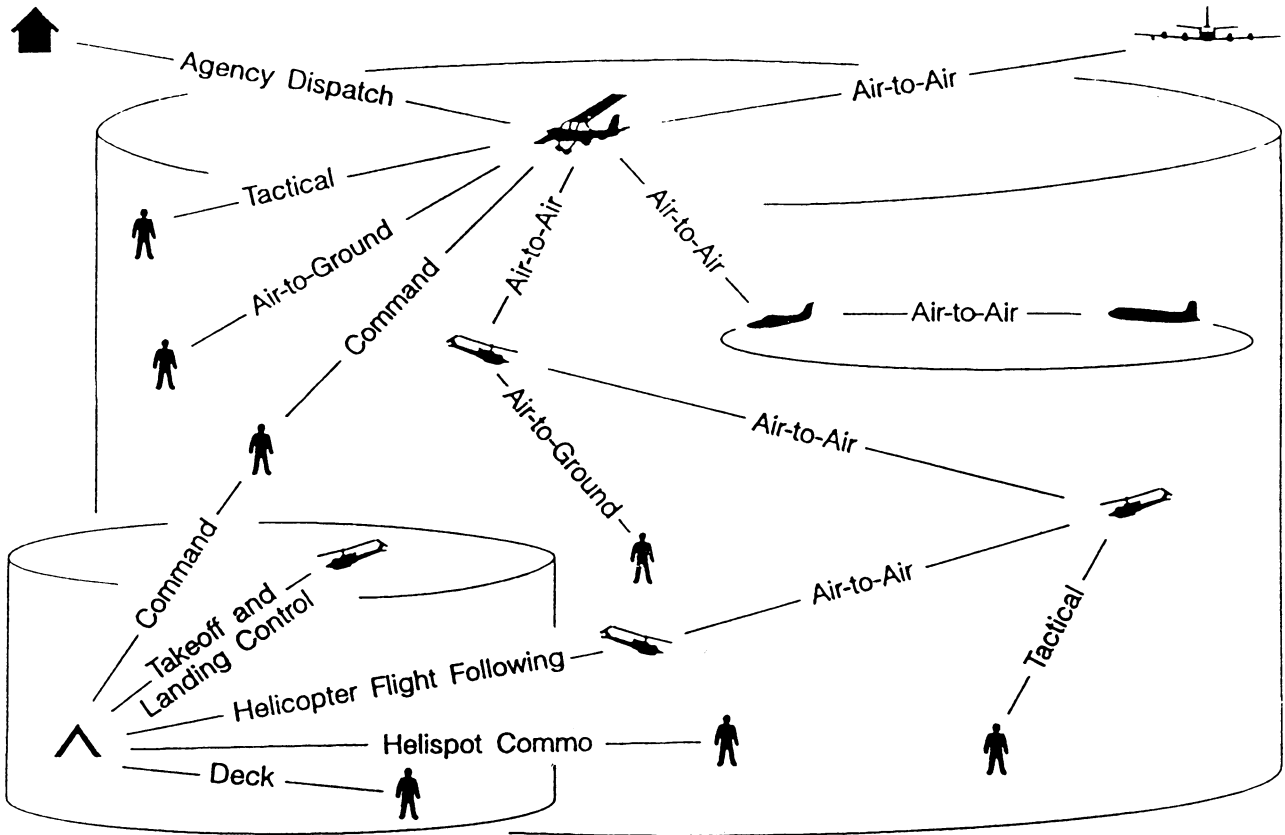 Agency Dispatch
Air-to-Air
Tactical
Air-to-Ground
Command
Air-to-Air
Air-to-Air
Air-to-Air
Air-to-Ground
Air-to-Air
Command
Takeoff and
Landing Control
Air-to-Air
Tactical
Helicopter Flight Following
Helispot Commo
Deck